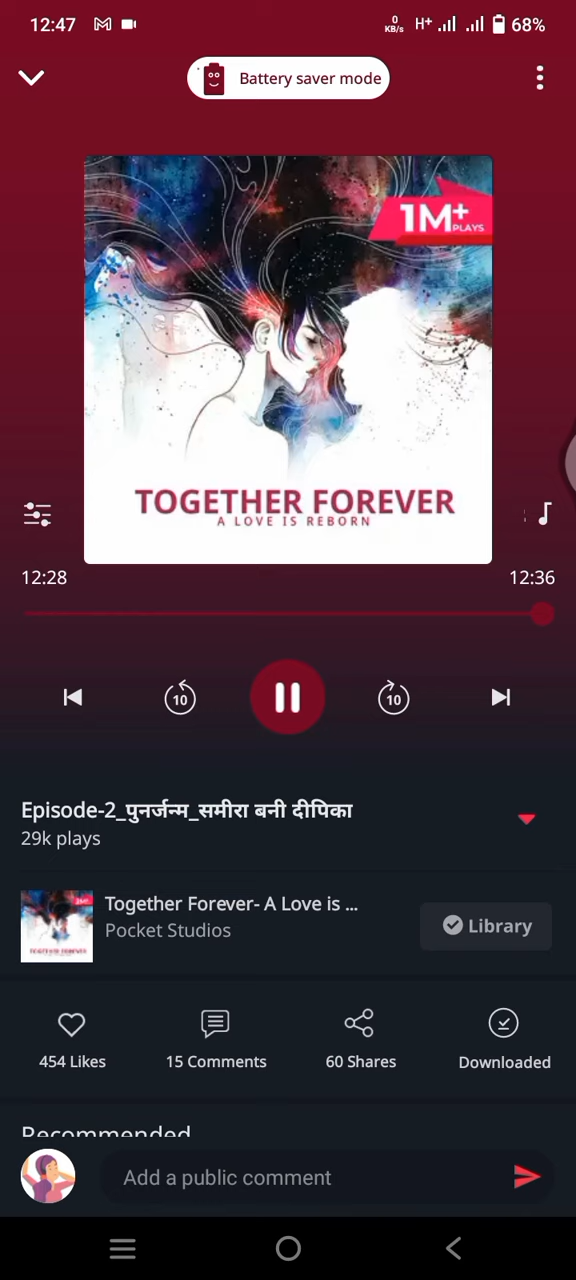 12:47
0
KB/s
H+
68%
Battery saver mode
1M+
PLAYS
TOGETHER FOREVER
A LOVE IS REBORN
12:28
12:36
10
10
Episode-2_पुनर्जन्म_समीरा बनी दीपिका
29k plays
Together Forever- A Love is ...
Pocket Studios
Library
454 Likes
15 Comments
60 Shares
Downloaded
Recommended
Add a public comment